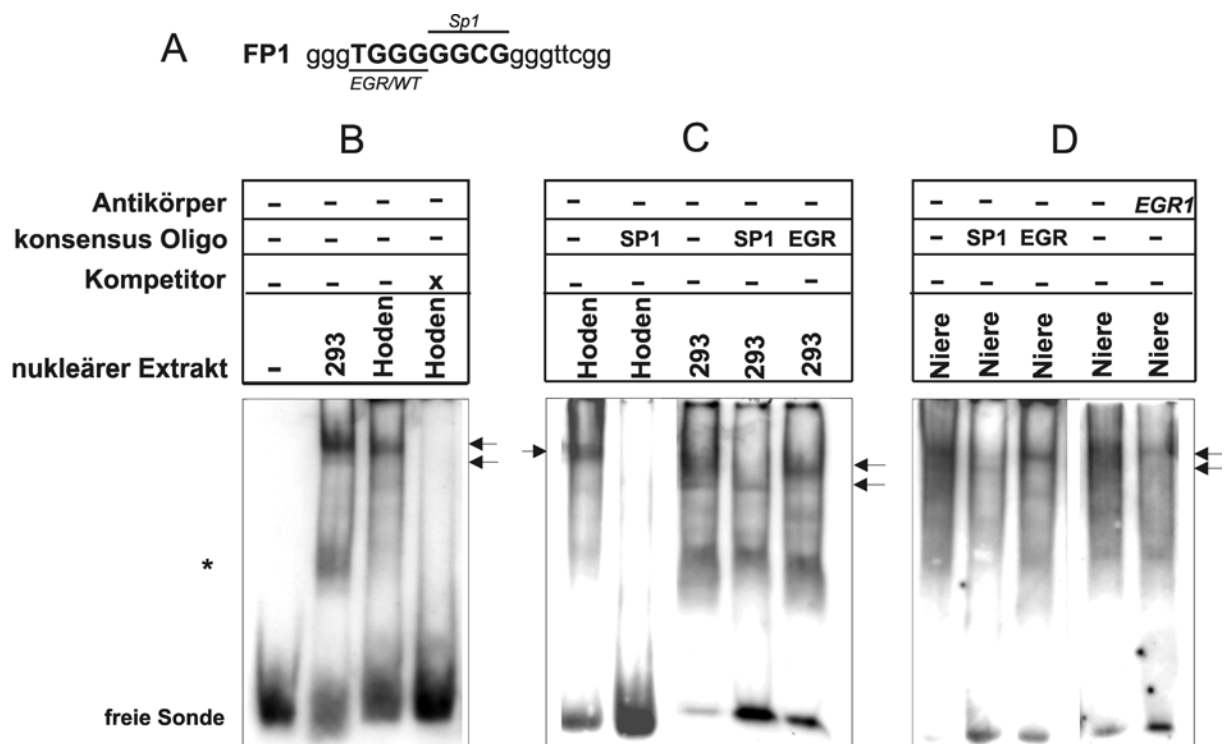 Sp1
A FP1 gggTGGGGGCGgggttcgg
EGR/WT
B C D
Antikörper - - - - - - - - - - - - - EGR1
konsensus Oligo - - - - - SP1 - SP1 EGR - SP1 EGR - -
Kompetitor - - - x - - - - - - - - - -
nukleärer Extrakt - 293 Hoden Hoden Hoden Hoden 293 293 293 Niere Niere Niere Niere Niere
*
freie Sonde